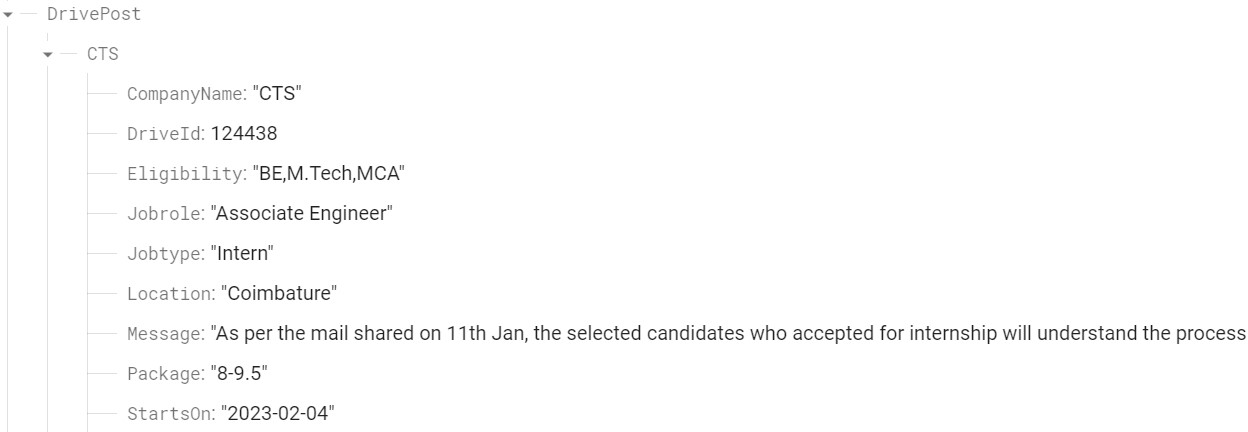 DrivePost
CTS
CompanyName: "CTS"
DriveId: 124438
Eligibility: "BE,M.Tech,MCA"
Jobrole: "Associate Engineer"
Jobtype: "Intern"
Location: "Coimbature"
Message: "As per the mail shared on 11th Jan, the selected candidates who accepted for internship will understand the process
Package: "8-9.5"
StartsOn: "2023-02-04"